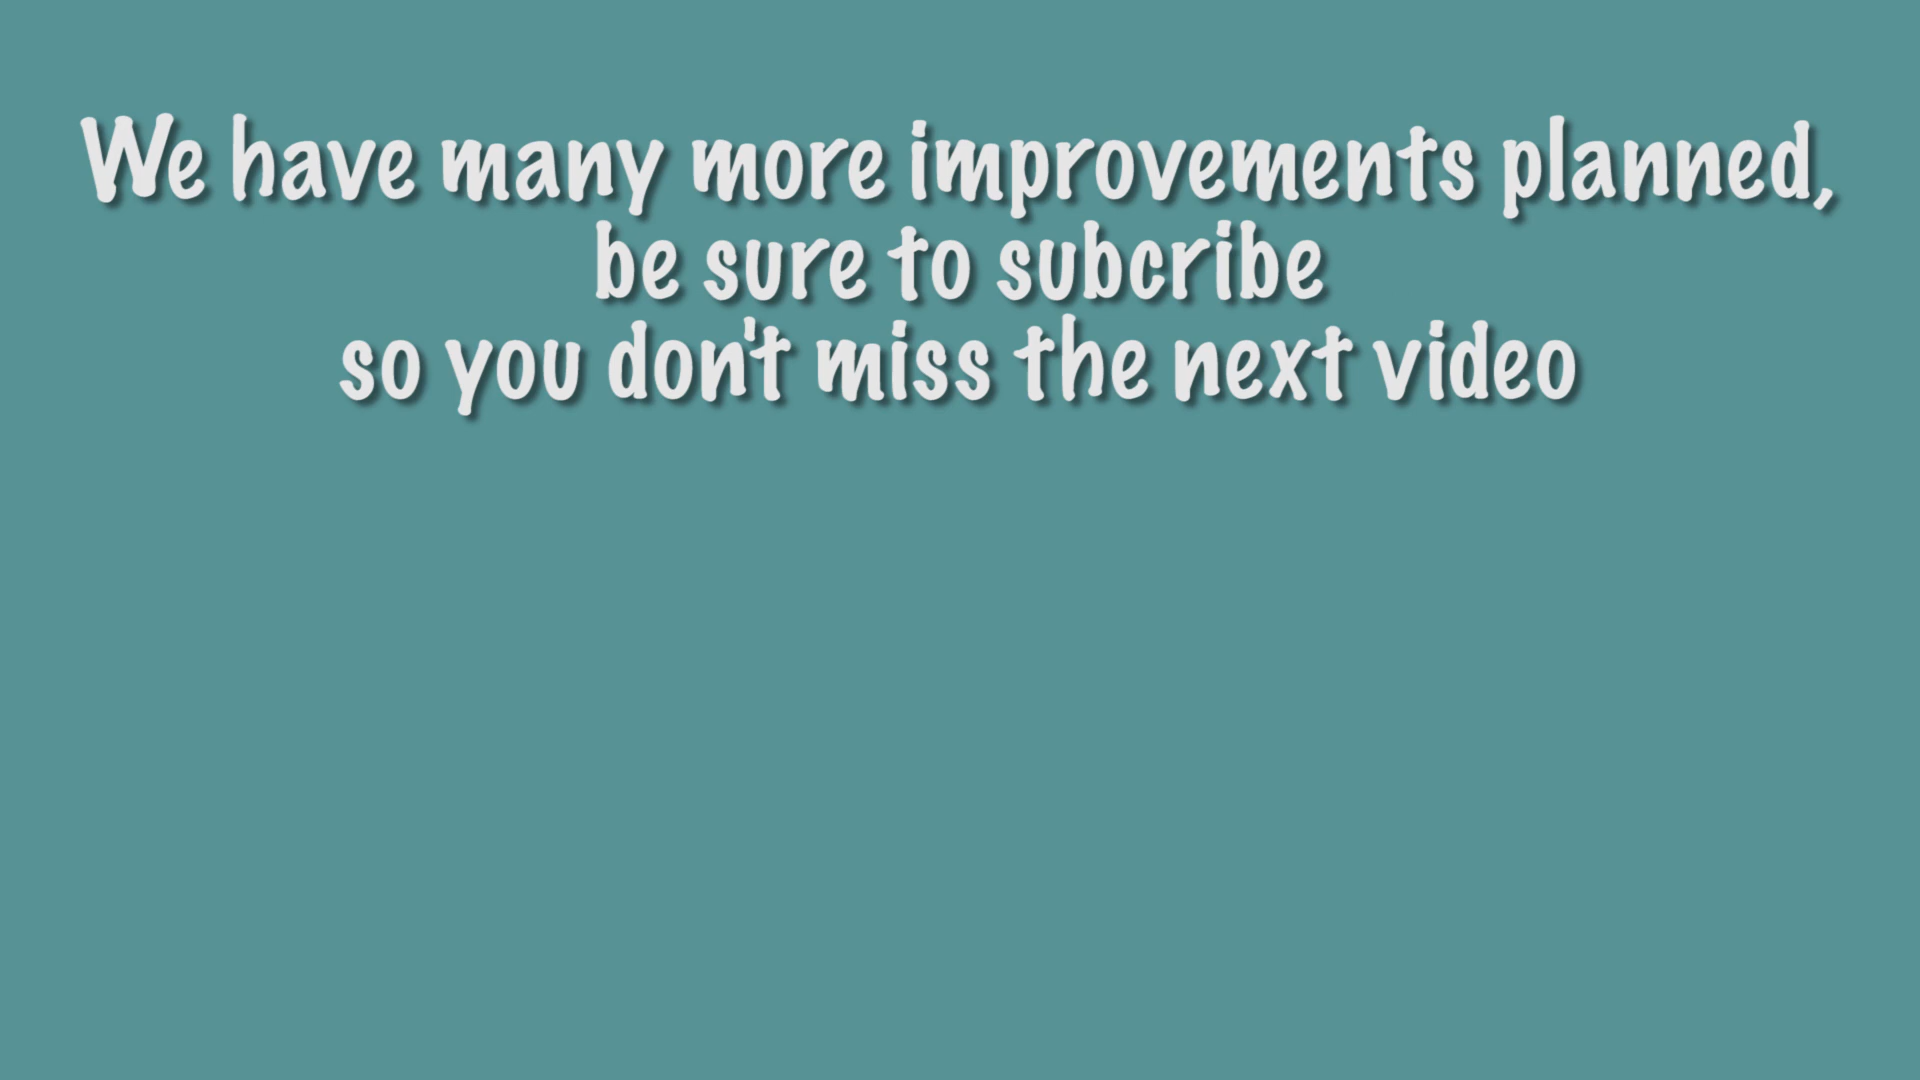 We have many more improvements planned,
be sure to subcribe
so you don't miss the next video